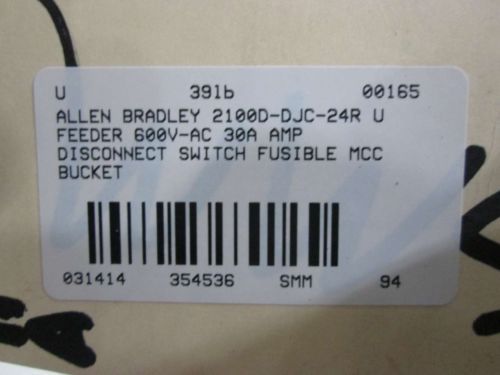 U 39lb 00165
ALLEN BRADLEY 2100D-DJC-24R U
FEEDER 600V-AC 30A AMP
DISCONNECT SWITCH FUSIBLE MCC
BUCKET
031414 354536 SMM 94